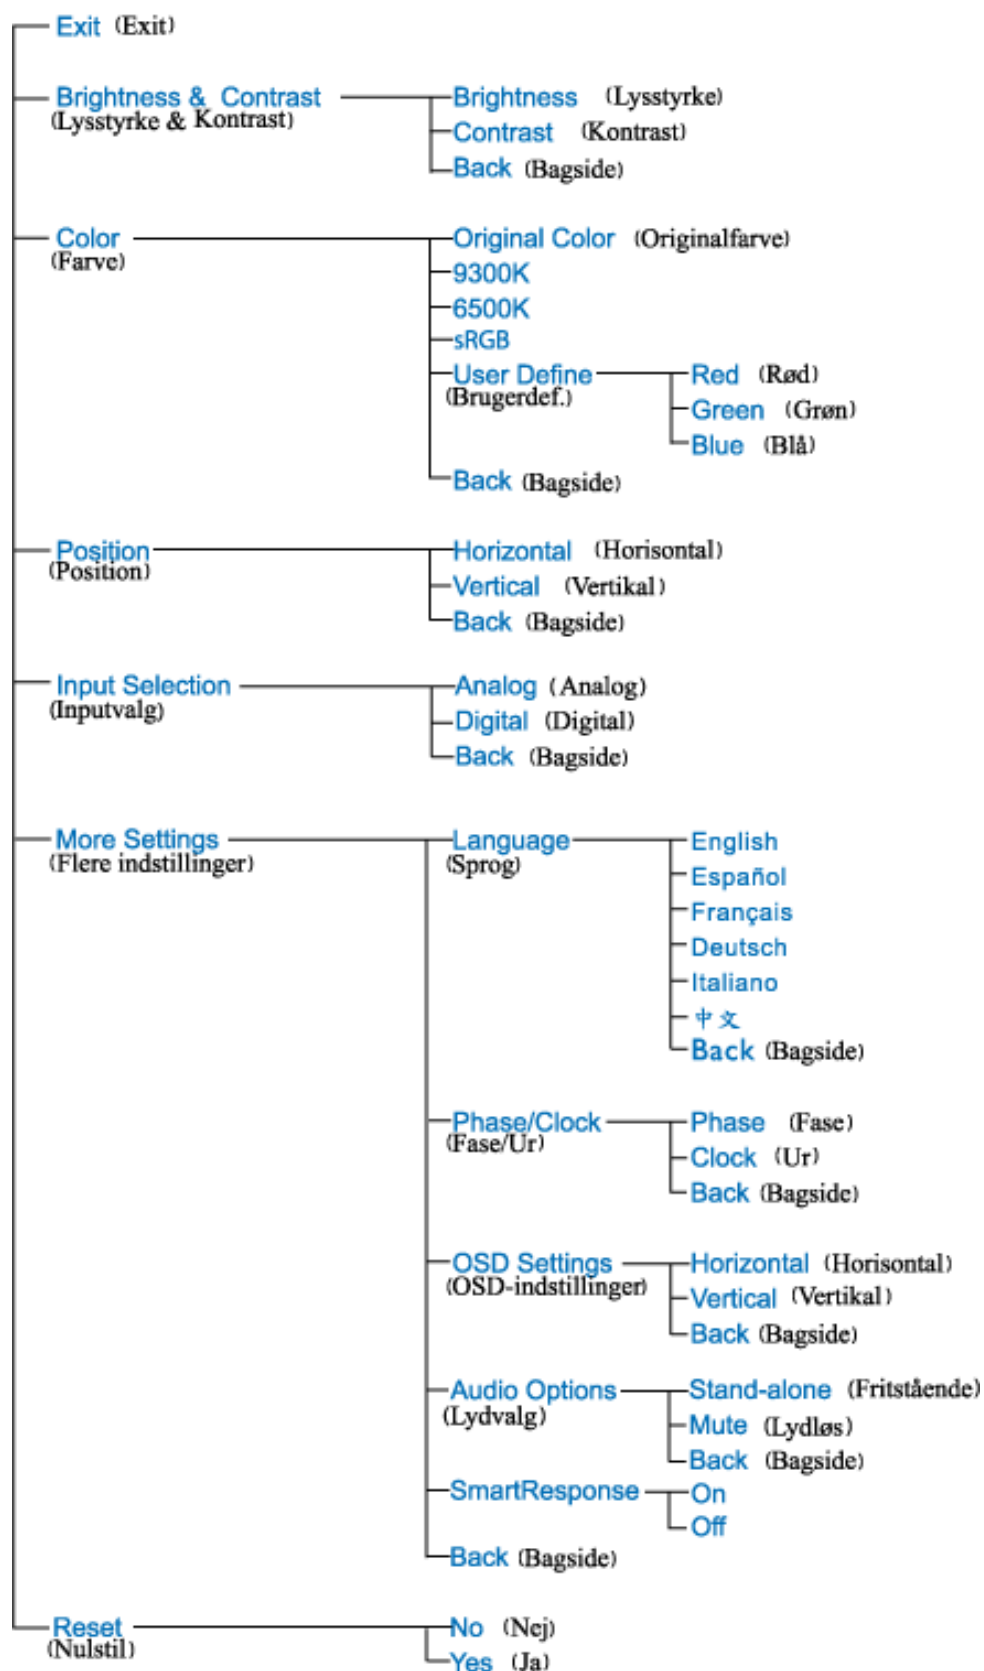 Exit (Exit)
Brightness & Contrast
(Lysstyrke & Kontrast)
Brightness (Lysstyrke)
Contrast (Kontrast)
Back (Bagside)
Color
(Farve)
Original Color (Originalfarve)
9300K
6500K
sRGB
User Define
(Brugerdef.)
Red (Rød)
Green (Grøn)
Blue (Blå)
Back (Bagside)
Position
(Position)
Horizontal (Horisontal)
Vertical (Vertikal)
Back (Bagside)
Input Selection
(Inputvalg)
Analog (Analog)
Digital (Digital)
Back (Bagside)
More Settings
(Flere indstillinger)
Language
(Sprog)
English
Español
Français
Deutsch
Italiano
中文
Back (Bagside)
Phase/Clock
(Fase/Ur)
Phase (Fase)
Clock (Ur)
Back (Bagside)
OSD Settings
(OSD-indstillinger)
Horizontal (Horisontal)
Vertical (Vertikal)
Back (Bagside)
Audio Options
(Lydvalg)
Stand-alone (Fritstående)
Mute (Lydløs)
Back (Bagside)
SmartResponse
On
Off
Back (Bagside)
Reset
(Nulstil)
No (Nej)
Yes (Ja)